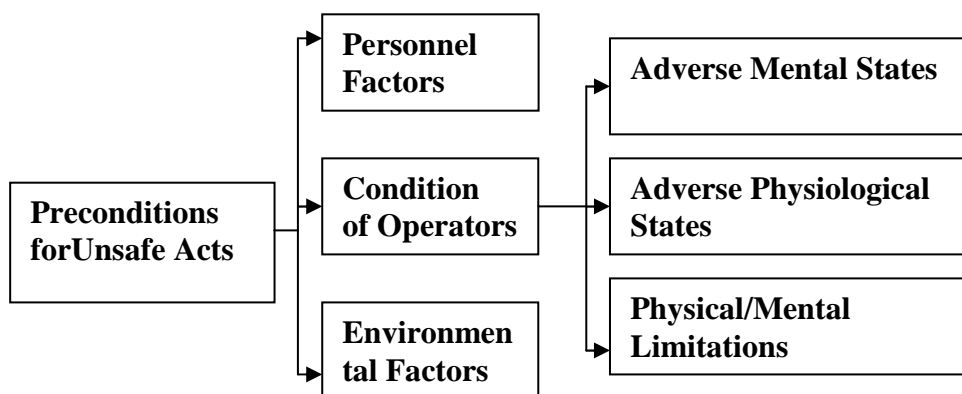 Preconditions
forUnsafe Acts
Personnel
Factors
Condition
of Operators
Environmen
tal Factors
Adverse Mental States
Adverse Physiological
States
Physical/Mental
Limitations